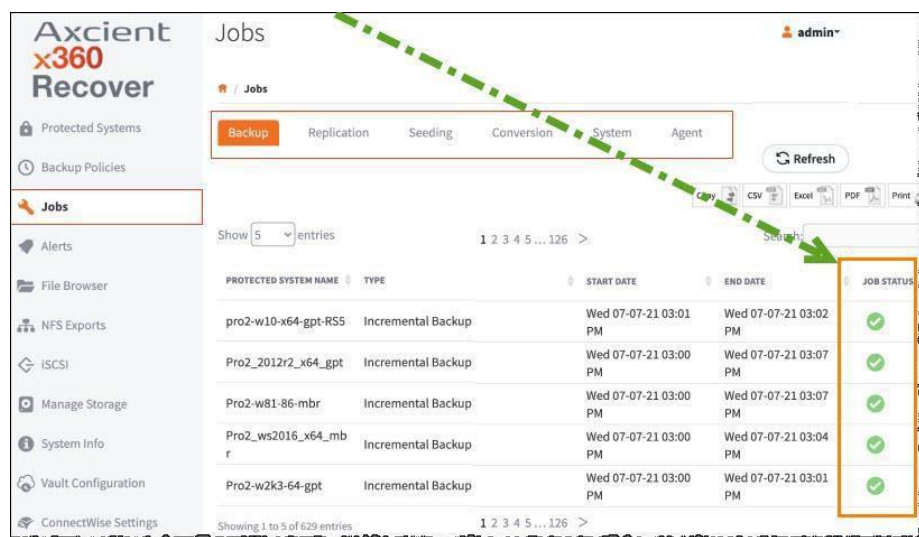 Axcient
x360
Recover
Protected Systems
Backup Policies
Jobs
Alerts
File Browser
NFS Exports
iSCSI
Manage Storage
System Info
Vault Configuration
ConnectWise Settings
Jobs
admin
/ Jobs
Backup Replication Seeding Conversion System Agent
Refresh
Copy CSV Excel PDF Print
Show 5 entries 1 2 3 4 5 ... 126 > Search:
PROTECTED SYSTEM NAME TYPE START DATE END DATE JOB STATUS
pro2-w10-x64-gpt-RS5 Incremental Backup Wed 07-07-21 03:01 PM Wed 07-07-21 03:02 PM
Pro2_2012r2_x64_gpt Incremental Backup Wed 07-07-21 03:00 PM Wed 07-07-21 03:07 PM
Pro2-w81-86-mbr Incremental Backup Wed 07-07-21 03:00 PM Wed 07-07-21 03:07 PM
Pro2_ws2016_x64_mbr Incremental Backup Wed 07-07-21 03:00 PM Wed 07-07-21 03:04 PM
Pro2-w2k3-64-gpt Incremental Backup Wed 07-07-21 03:00 PM Wed 07-07-21 03:01 PM
Showing 1 to 5 of 629 entries 1 2 3 4 5 ... 126 >